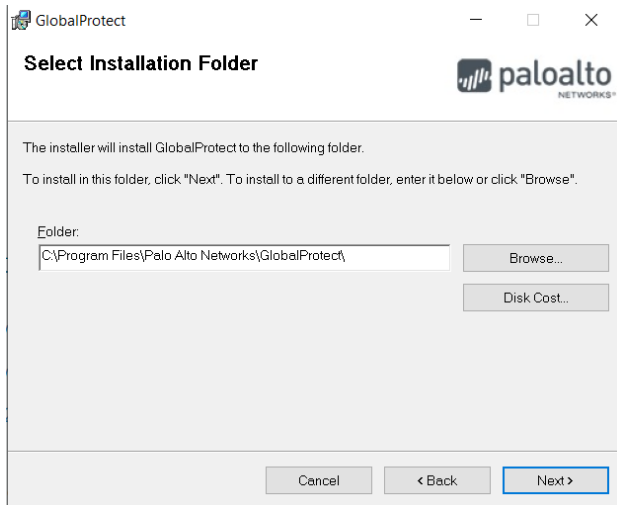 GlobalProtect
Select Installation Folder
paloalto
NETWORKS®
The installer will install GlobalProtect to the following folder.
To install in this folder, click "Next". To install to a different folder, enter it below or click "Browse".
Folder:
C:\Program Files\Palo Alto Networks\GlobalProtect\
Browse...
Disk Cost...
Cancel
< Back
Next >